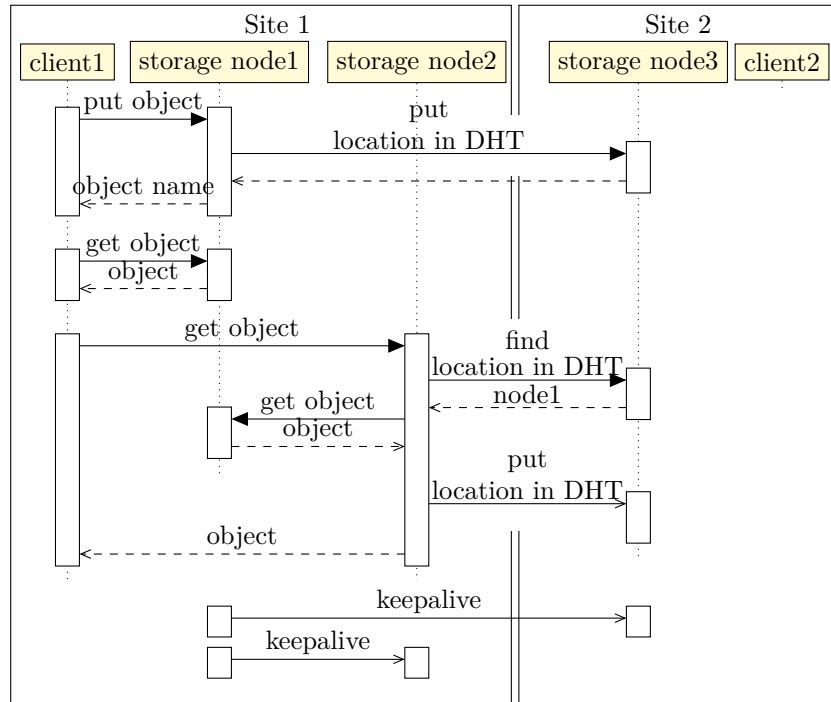 Site 1
Site 2
client1
storage node1
storage node2
storage node3
client2
put object
put
location in DHT
object name
get object
object
get object
find
location in DHT
node1
get object
object
put
location in DHT
object
keepalive
keepalive